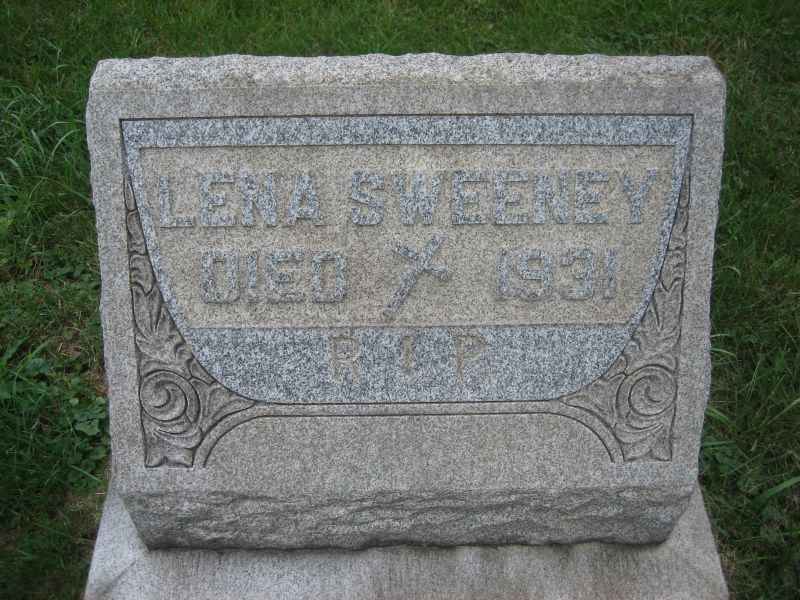 LENA SWEENEY
DIED 1931
R I P